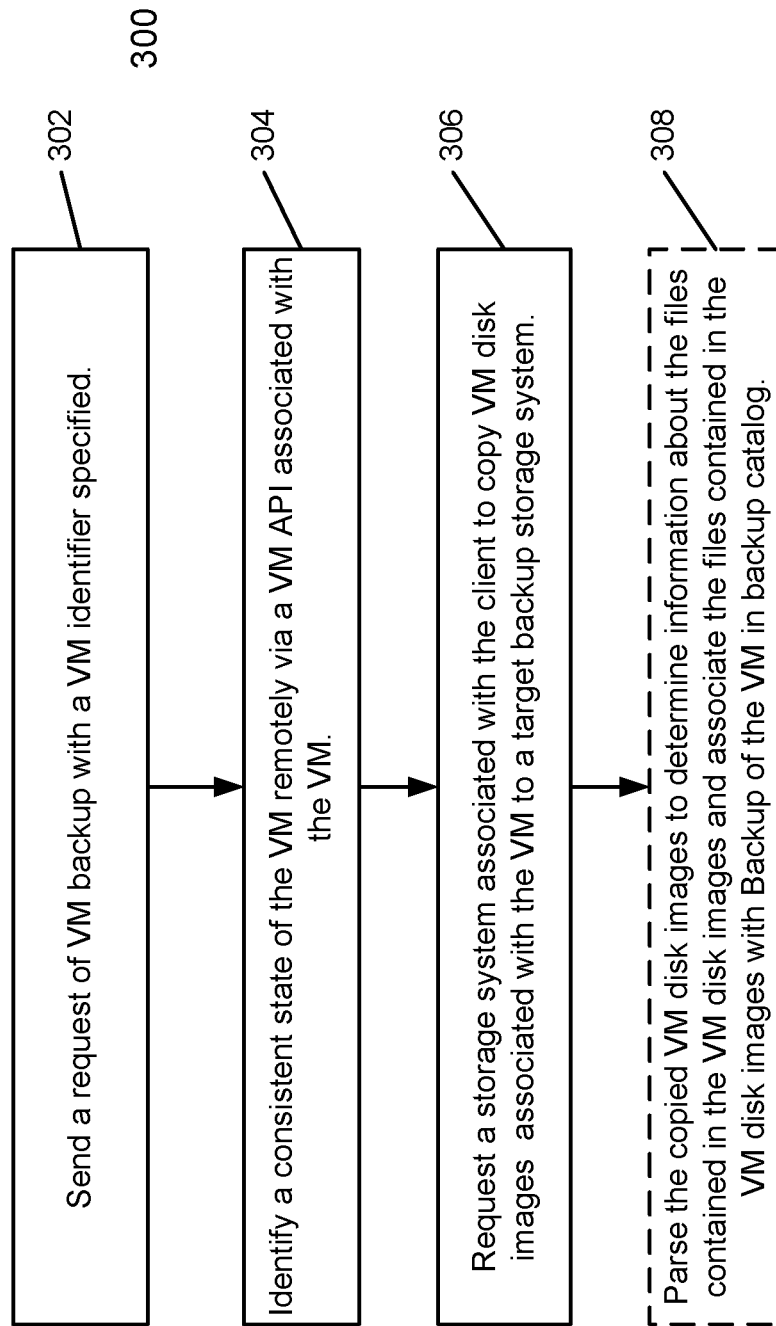 300
302
Send a request of VM backup with a VM identifier specified.
304
Identify a consistent state of the VM remotely via a VM API associated with
the VM.
306
Request a storage system associated with the client to copy VM disk
images associated with the VM to a target backup storage system.
308
Parse the copied VM disk images to determine information about the files
contained in the VM disk images and associate the files contained in the
VM disk images with Backup of the VM in backup catalog.